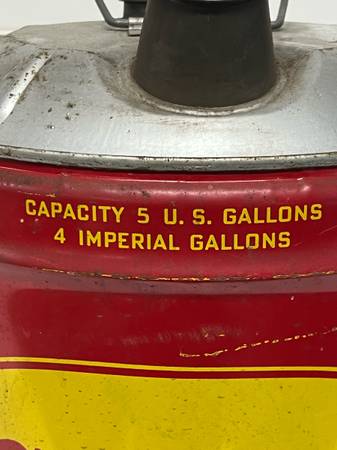 CAPACITY 5 U. S. GALLONS
4 IMPERIAL GALLONS